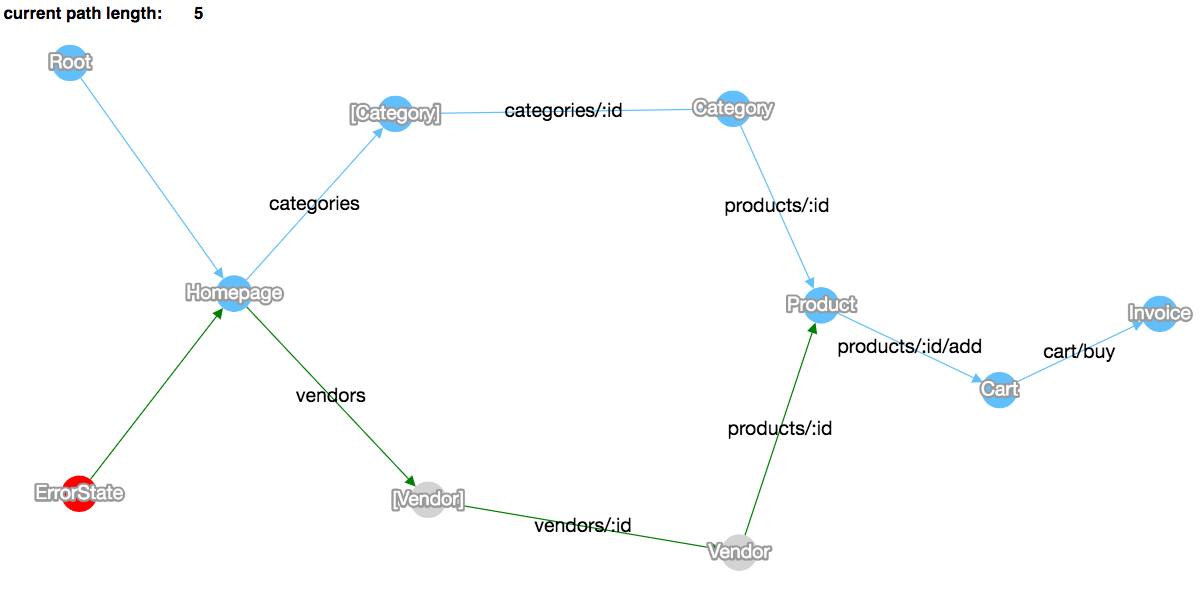 current path length: 5
Root
[Category]
categories/:id
Category
categories
products/:id
Homepage
Product
Invoice
products/:id/add
cart/buy
Cart
vendors
products/:id
ErrorState
[Vendor]
vendors/:id
Vendor